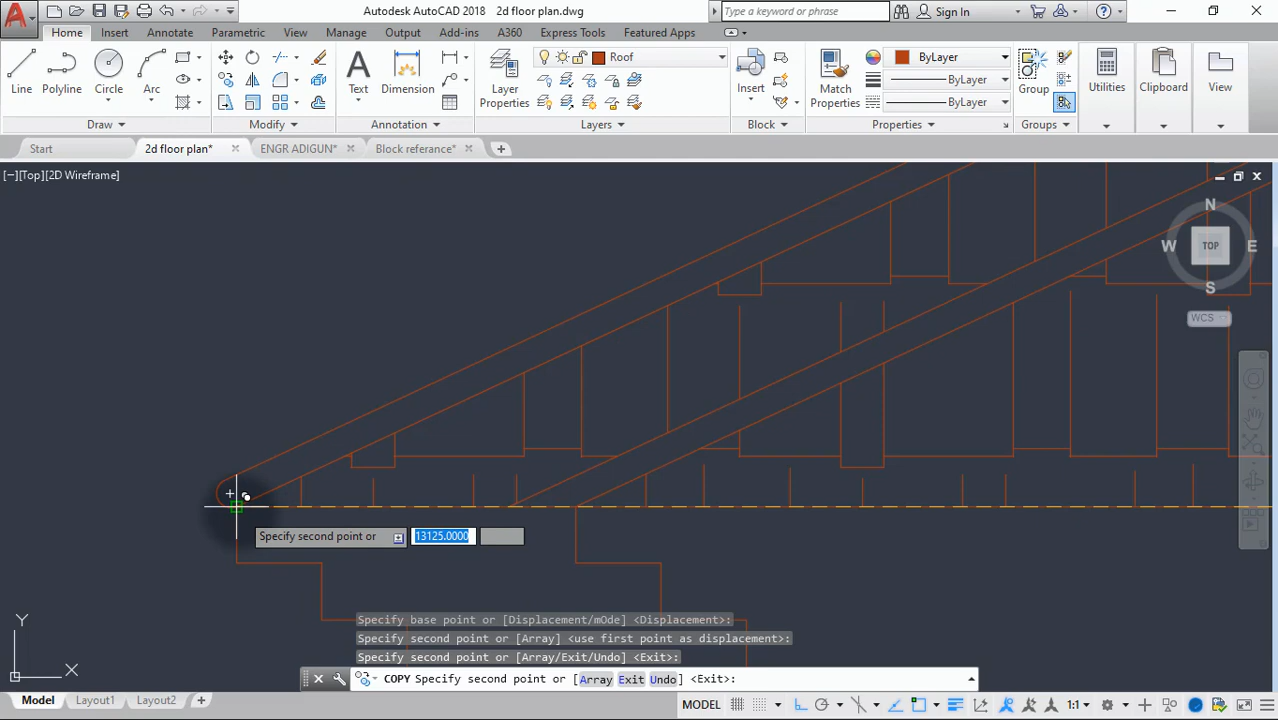 Autodesk AutoCAD 2018   2d floor plan.dwg
Type a keyword or phrase
Sign In
Home
Insert
Annotate
Parametric
View
Manage
Output
Add-ins
A360
Express Tools
Featured Apps
Line
Polyline
Circle
Arc
Text
Dimension
Layer
Properties
Roof
Insert
Match
Properties
ByLayer
ByLayer
ByLayer
Group
Utilities
Clipboard
View
Draw
Modify
Annotation
Layers
Block
Properties
Groups
Start
2d floor plan*
ENGR ADIGUN*
Block referance*
[−][Top][2D Wireframe]
N
W
TOP
E
S
WCS
Specify second point or
13125.0000
Specify base point or [Displacement/mOde] <Displacement>:
Specify second point or [Array] <use first point as displacement>:
Specify second point or [Array/Exit/Undo] <Exit>:
COPY Specify second point or [Array Exit Undo] <Exit>:
Y
X
Model
Layout1
Layout2
MODEL
1:1